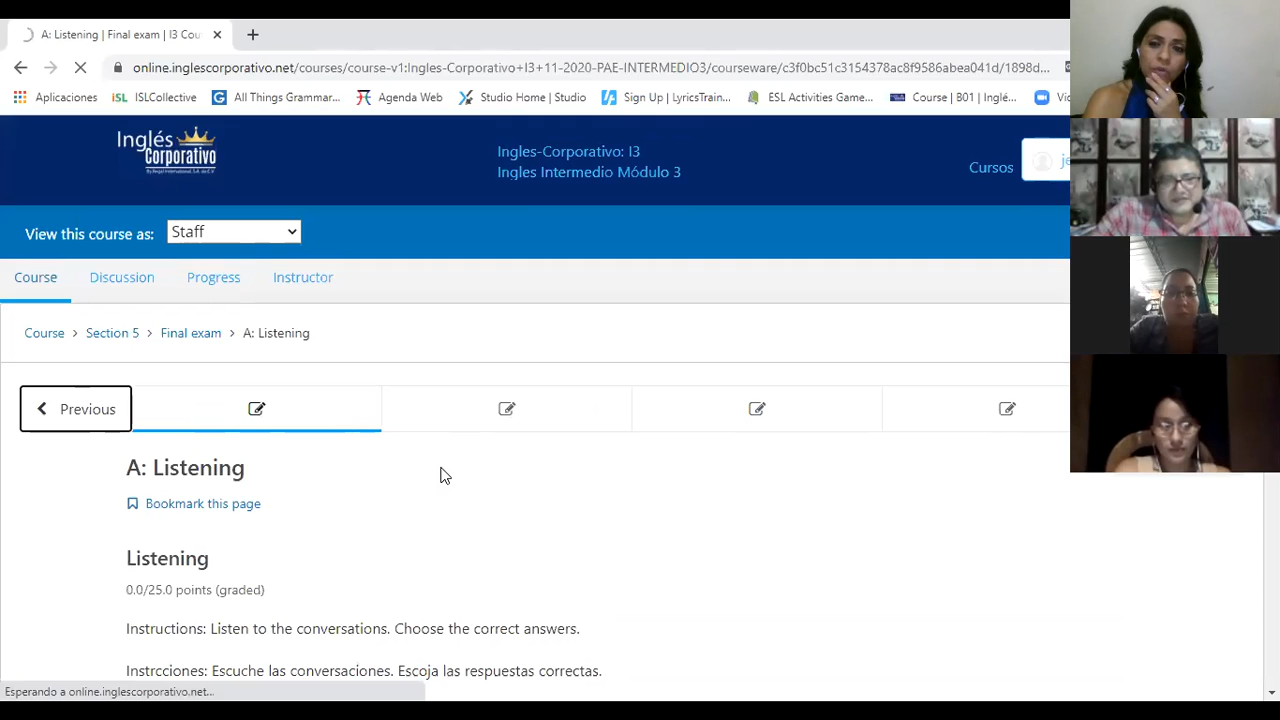 A: Listening | Final exam | I3 Cou
online.inglescorporativo.net/courses/course-v1:Ingles-Corporativo+I3+11-2020-PAE-INTERMEDIO3/courseware/c3f0bc51c3154378ac8f9586abea041d/1898d...
Aplicaciones ISLCollective All Things Grammar... Agenda Web Studio Home | Studio Sign Up | LyricsTrain... ESL Activities Game... Course | B01 | Inglé...
Inglés
Corporativo
Ingles-Corporativo: I3
Ingles Intermedio Módulo 3
Cursos
View this course as: Staff
Course Discussion Progress Instructor
Course > Section 5 > Final exam > A: Listening
Previous
A: Listening
Bookmark this page
Listening
0.0/25.0 points (graded)
Instructions: Listen to the conversations. Choose the correct answers.
Instrcciones: Escuche las conversaciones. Escoja las respuestas correctas.
Esperando a online.inglescorporativo.net...